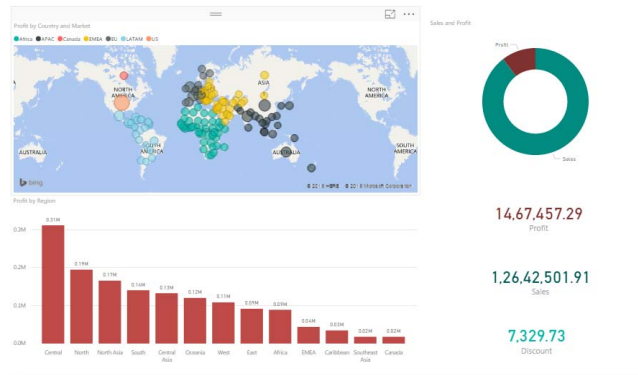 Profit by Country and Market
Africa APAC Canada EMEA EU LATAM US
NORTH AMERICA
ASIA
NORTH AMERICA
AUSTRALIA
SOUTH AMERICA
AUSTRALIA
SOUTH AMERICA
bing
© 2018 HERE © 2018 Microsoft Corporation
Sales and Profit
Profit
Sales
14,67,457.29
Profit
1,26,42,501.91
Sales
7,329.73
Discount
Profit by Region
0.3M
0.2M
0.1M
0.0M
0.31M
0.19M
0.17M
0.14M
0.13M
0.12M
0.11M
0.09M
0.09M
0.04M
0.03M
0.02M
0.02M
Central
North
North Asia
South
Central Asia
Oceania
West
East
Africa
EMEA
Caribbean
Southeast Asia
Canada